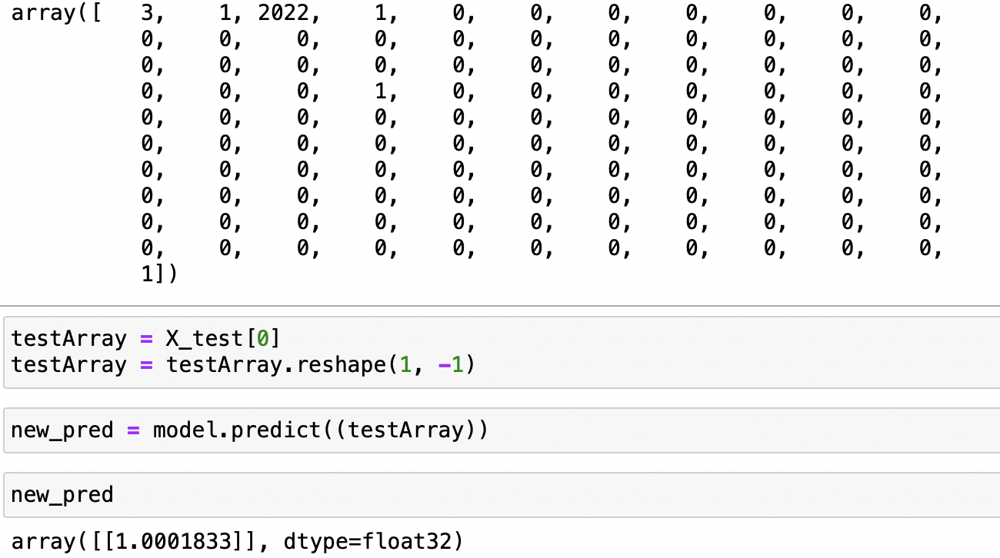 array([   3,    1, 2022,    1,    0,    0,    0,    0,    0,    0,    0,
          0,    0,    0,    0,    0,    0,    0,    0,    0,    0,    0,
          0,    0,    0,    0,    0,    0,    0,    0,    0,    0,    0,
          0,    0,    0,    1,    0,    0,    0,    0,    0,    0,    0,
          0,    0,    0,    0,    0,    0,    0,    0,    0,    0,    0,
          0,    0,    0,    0,    0,    0,    0,    0,    0,    0,    0,
          0,    0,    0,    0,    0,    0,    0,    0,    0,    0,    0,
          0,    0,    0,    0,    0,    0,    0,    0,    0,    0,    0,
          0,    0,    0,    0,    0,    0,    0,    0,    0,    0,    0,
          0,    0,    0,    0,    0,    0,    0,    0,    0,    0,    0,
          1])
testArray = X_test[0]
testArray = testArray.reshape(1, -1)
new_pred = model.predict((testArray))
new_pred
array([[1.0001833]], dtype=float32)